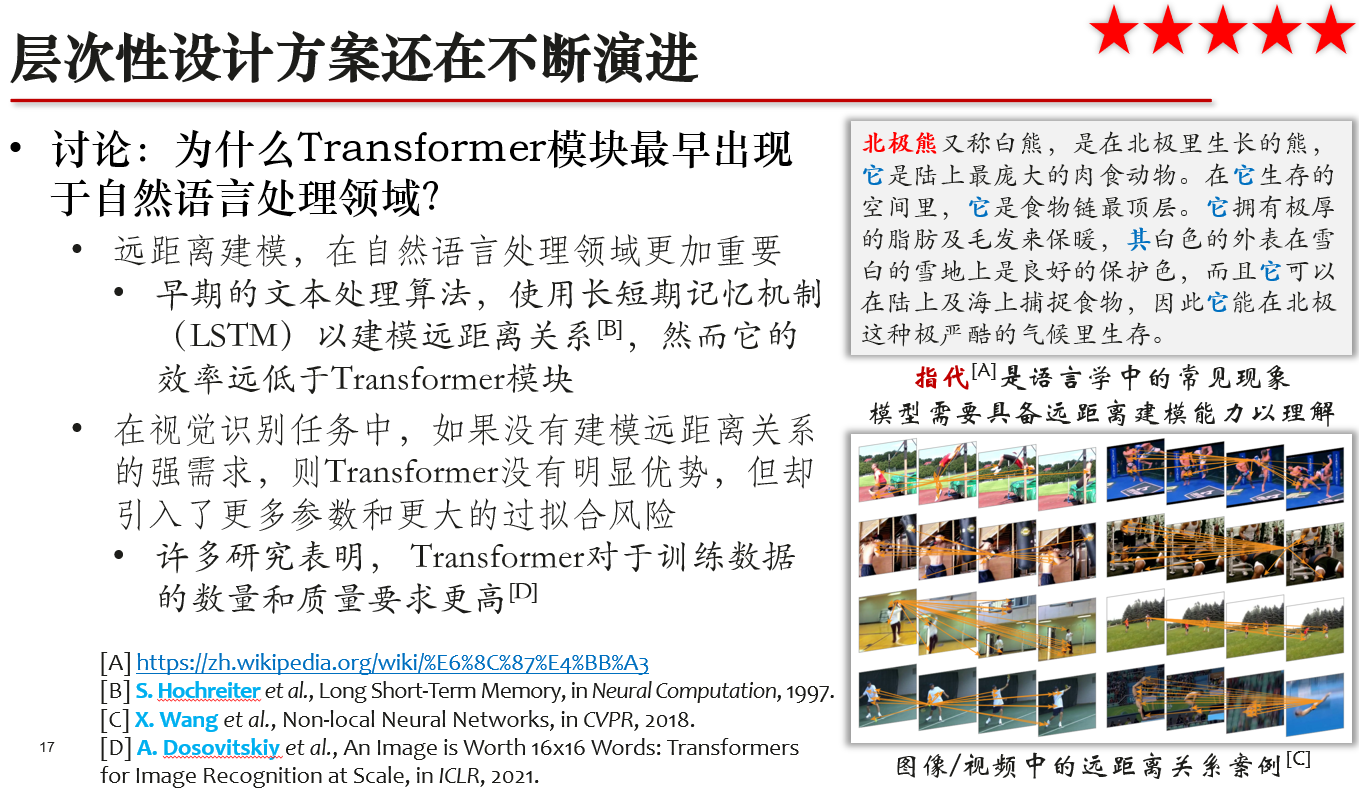 层次性设计方案还在不断演进
• 讨论：为什么Transformer模块最早出现
于自然语言处理领域？
• 远距离建模，在自然语言处理领域更加重要
• 早期的文本处理算法，使用长短期记忆机制
（LSTM）以建模远距离关系[B]，然而它的
效率远低于Transformer模块
• 在视觉识别任务中，如果没有建模远距离关系
的强需求，则Transformer没有明显优势，但却
引入了更多参数和更大的过拟合风险
• 许多研究表明， Transformer对于训练数据
的数量和质量要求更高[D]
[A] https://zh.wikipedia.org/wiki/%E6%8C%87%E4%BB%A3
[B] S. Hochreiter et al., Long Short-Term Memory, in Neural Computation, 1997.
[C] X. Wang et al., Non-local Neural Networks, in CVPR, 2018.
[D] A. Dosovitskiy et al., An Image is Worth 16x16 Words: Transformers
for Image Recognition at Scale, in ICLR, 2021.
17
北极熊又称白熊，是在北极里生长的熊，
它是陆上最庞大的肉食动物。在它生存的
空间里，它是食物链最顶层。它拥有极厚
的脂肪及毛发来保暖，其白色的外表在雪
白的雪地上是良好的保护色，而且它可以
在陆上及海上捕捉食物，因此它能在北极
这种极严酷的气候里生存。
指代[A]是语言学中的常见现象
模型需要具备远距离建模能力以理解
图像/视频中的远距离关系案例[C]